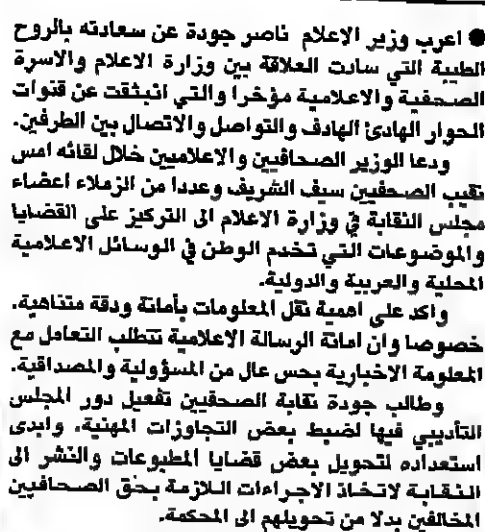 ● اعرب وزير الاعلام ناصر جودة عن سعادته بالروح
الطيبة التي سادت العلاقة بين وزارة الاعلام والاسرة
الصحفية والاعلامية مؤخرا والتي انبثقت عن قنوات
الحوار الهادئ الهادف والتواصل والاتصال بين الطرفين.
ودعا الوزير الصحافيين والاعلاميين خلال لقائه امس
نقيب الصحفيين سيف الشريف وعددا من الزملاء اعضاء
مجلس النقابة في وزارة الاعلام الى التركيز على القضايا
والموضوعات التي تخدم الوطن في الوسائل الاعلامية
المحلية والعربية والدولية.
واكد على اهمية نقل المعلومات بأمانة ودقة متناهية،
خصوصا وان امانة الرسالة الاعلامية تتطلب التعامل مع
المعلومة الاخبارية بحس عال من المسؤولية والمصداقية.
وطالب جودة نقابة الصحفيين تفعيل دور المجلس
التأديبي فيها لضبط بعض التجاوزات المهنية، وابدى
استعداده لتحويل بعض قضايا المطبوعات والنشر الى
النقابة لاتخاذ الاجراءات اللازمة بحق الصحافيين
المخالفين بدلا من تحويلهم الى المحكمة.